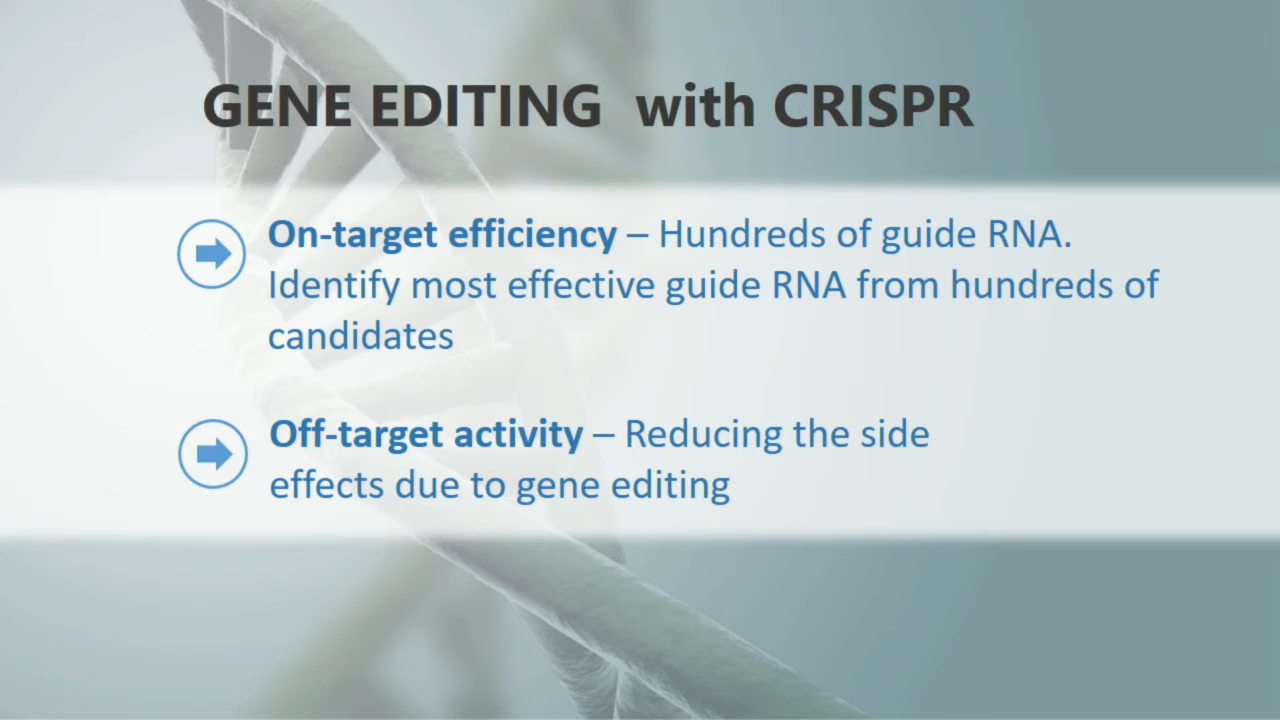 GENE EDITING with CRISPR
On-target efficiency – Hundreds of guide RNA.
Identify most effective guide RNA from hundreds of
candidates
Off-target activity – Reducing the side
effects due to gene editing